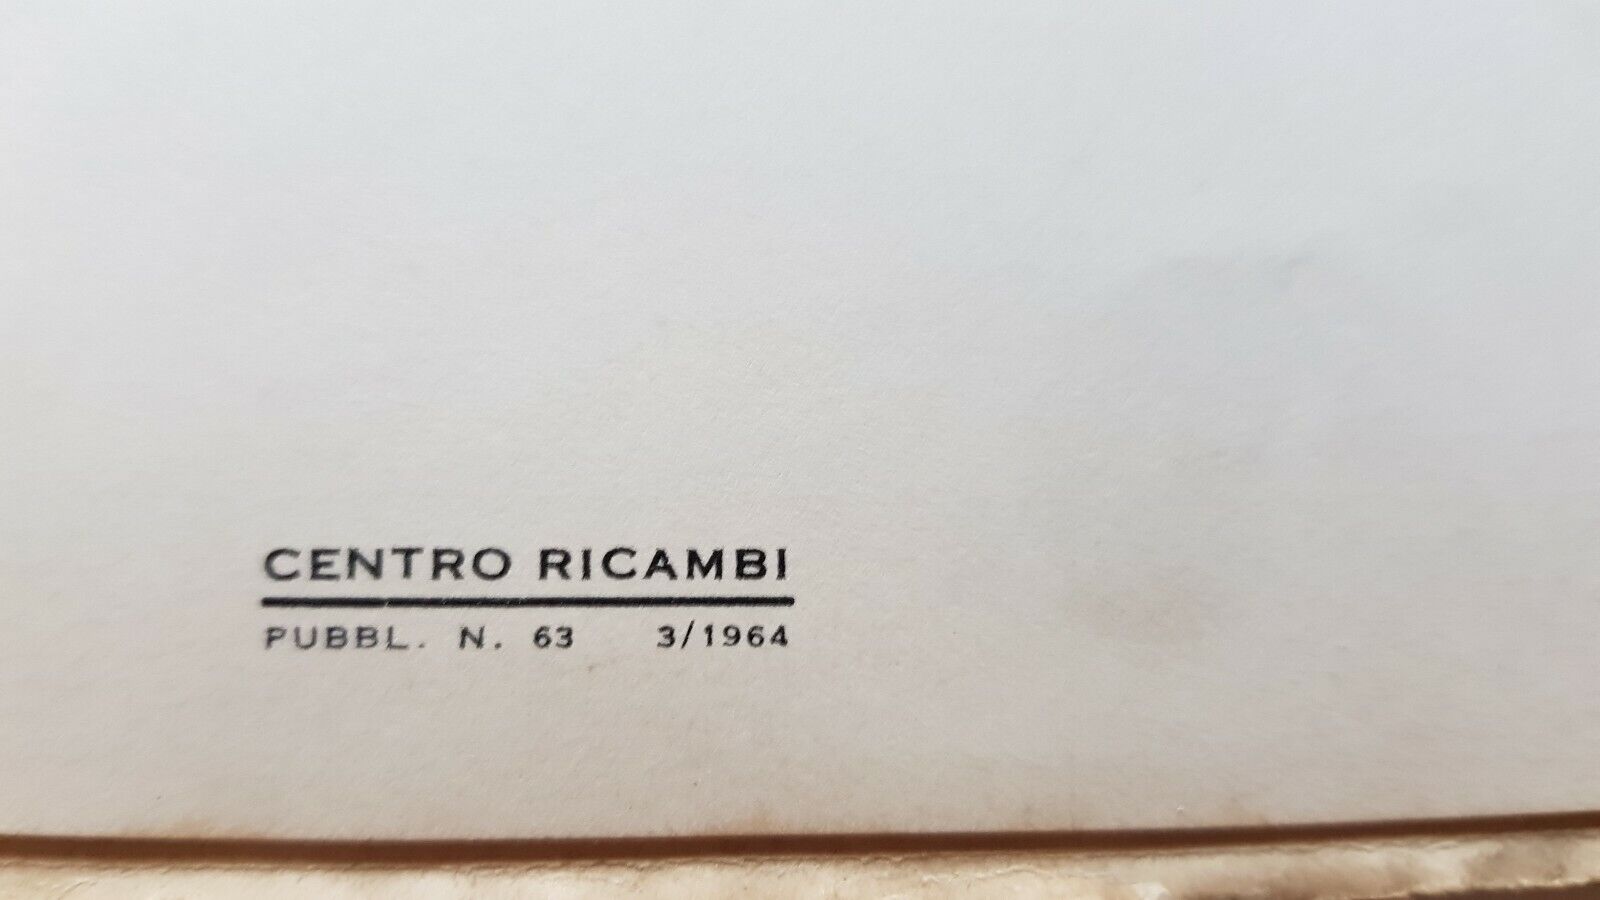 CENTRO RICAMBI
PUBBL. N. 63 3/1964